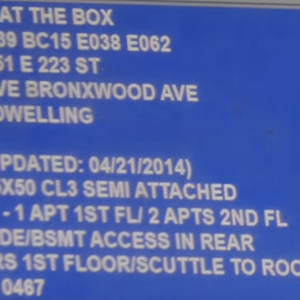 AT THE BOX
39 BC15 E038 E062
51 E 223 ST
VE BRONXWOOD AVE
DWELLING
PDATED: 04/21/2014)
5X50 CL3 SEMI ATTACHED
- 1 APT 1ST FL/ 2 APTS 2ND FL
DE/BSMT ACCESS IN REAR
RS 1ST FLOOR/SCUTTLE TO ROO
0467